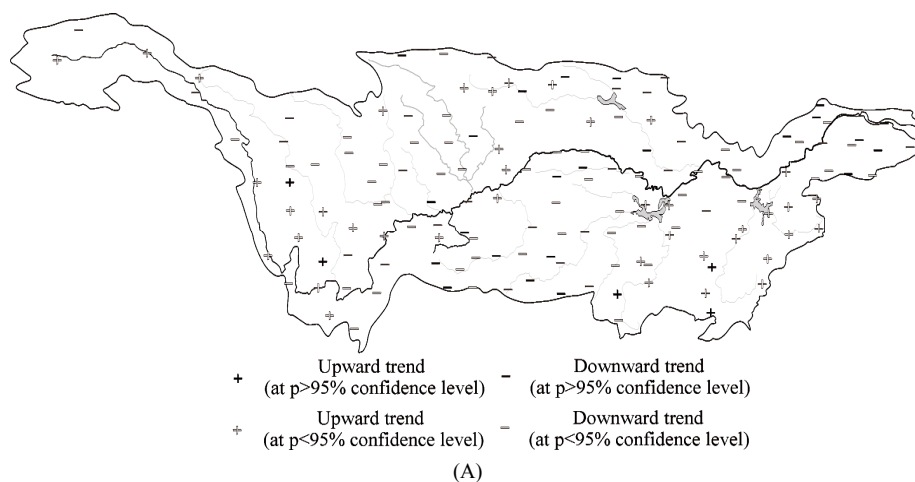 Upward trend
(at p>95% confidence level)
Downward trend
(at p>95% confidence level)
Upward trend
(at p<95% confidence level)
Downward trend
(at p<95% confidence level)
(A)